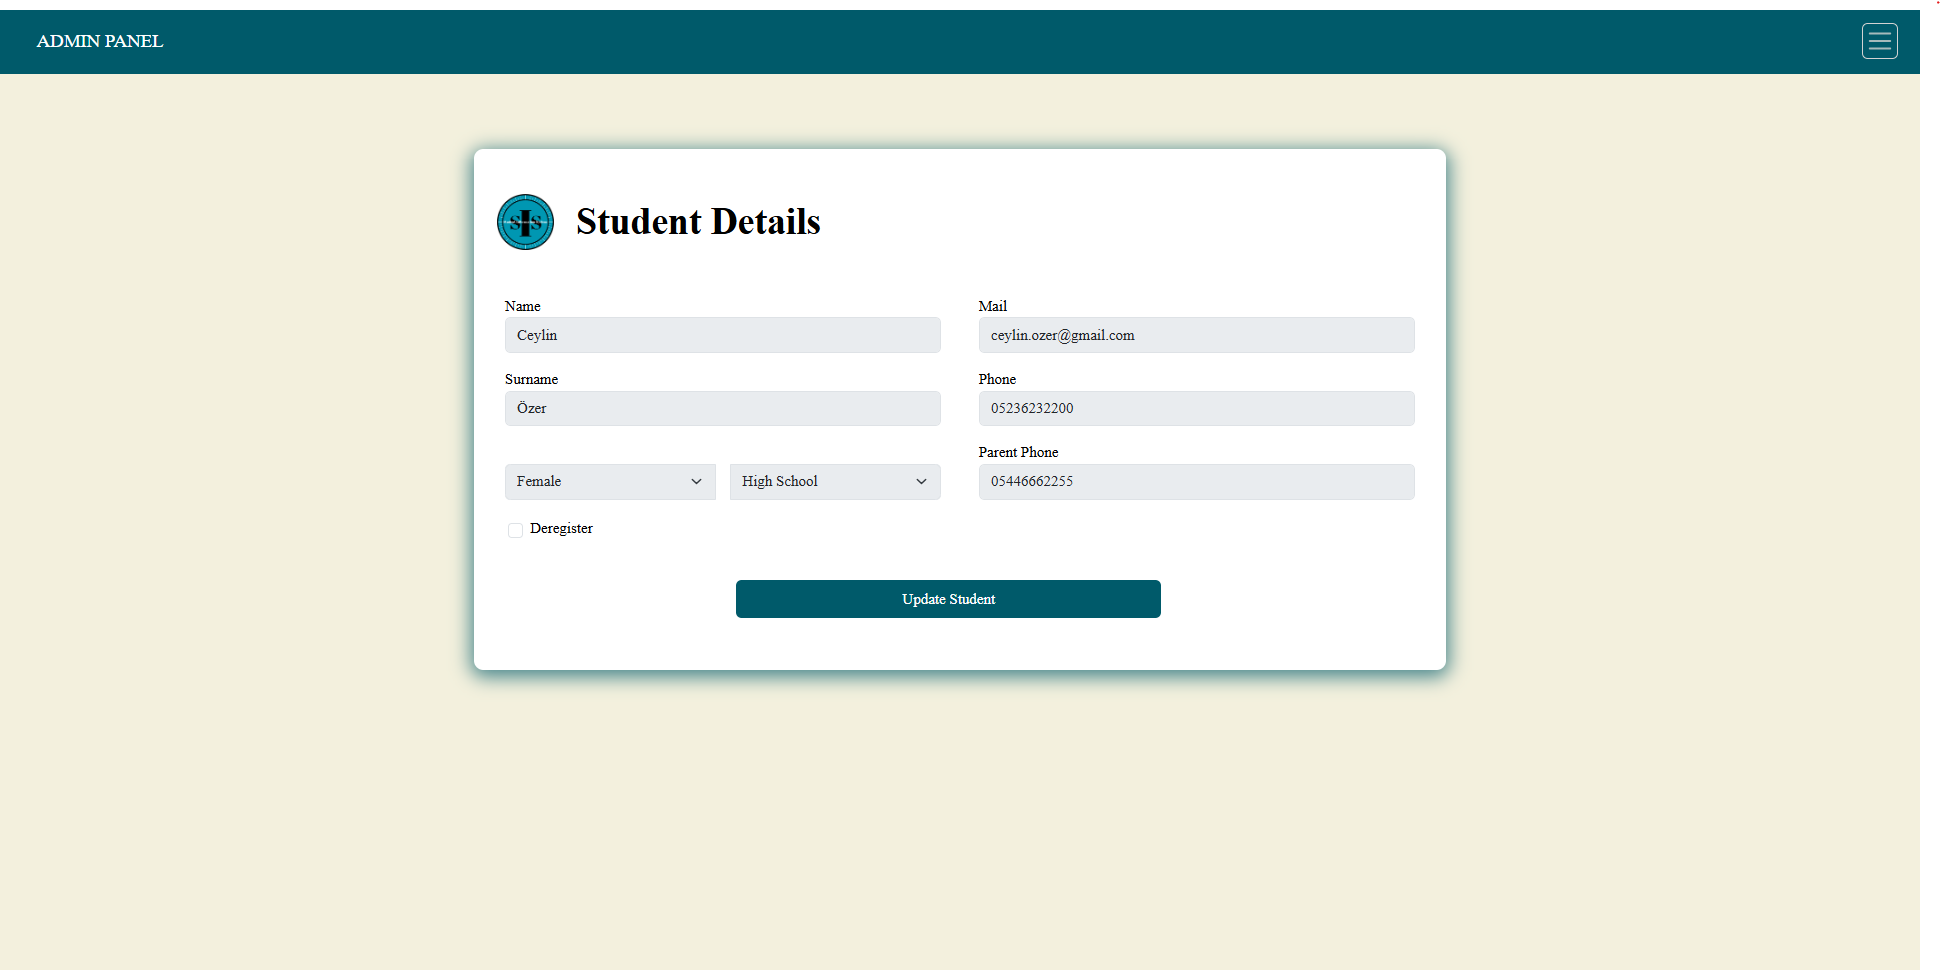 ADMIN PANEL
SIS
Student Details
Name
Ceylin
Mail
ceylin.ozer@gmail.com
Surname
Özer
Phone
05236232200
Female
High School
Parent Phone
05446662255
Deregister
Update Student